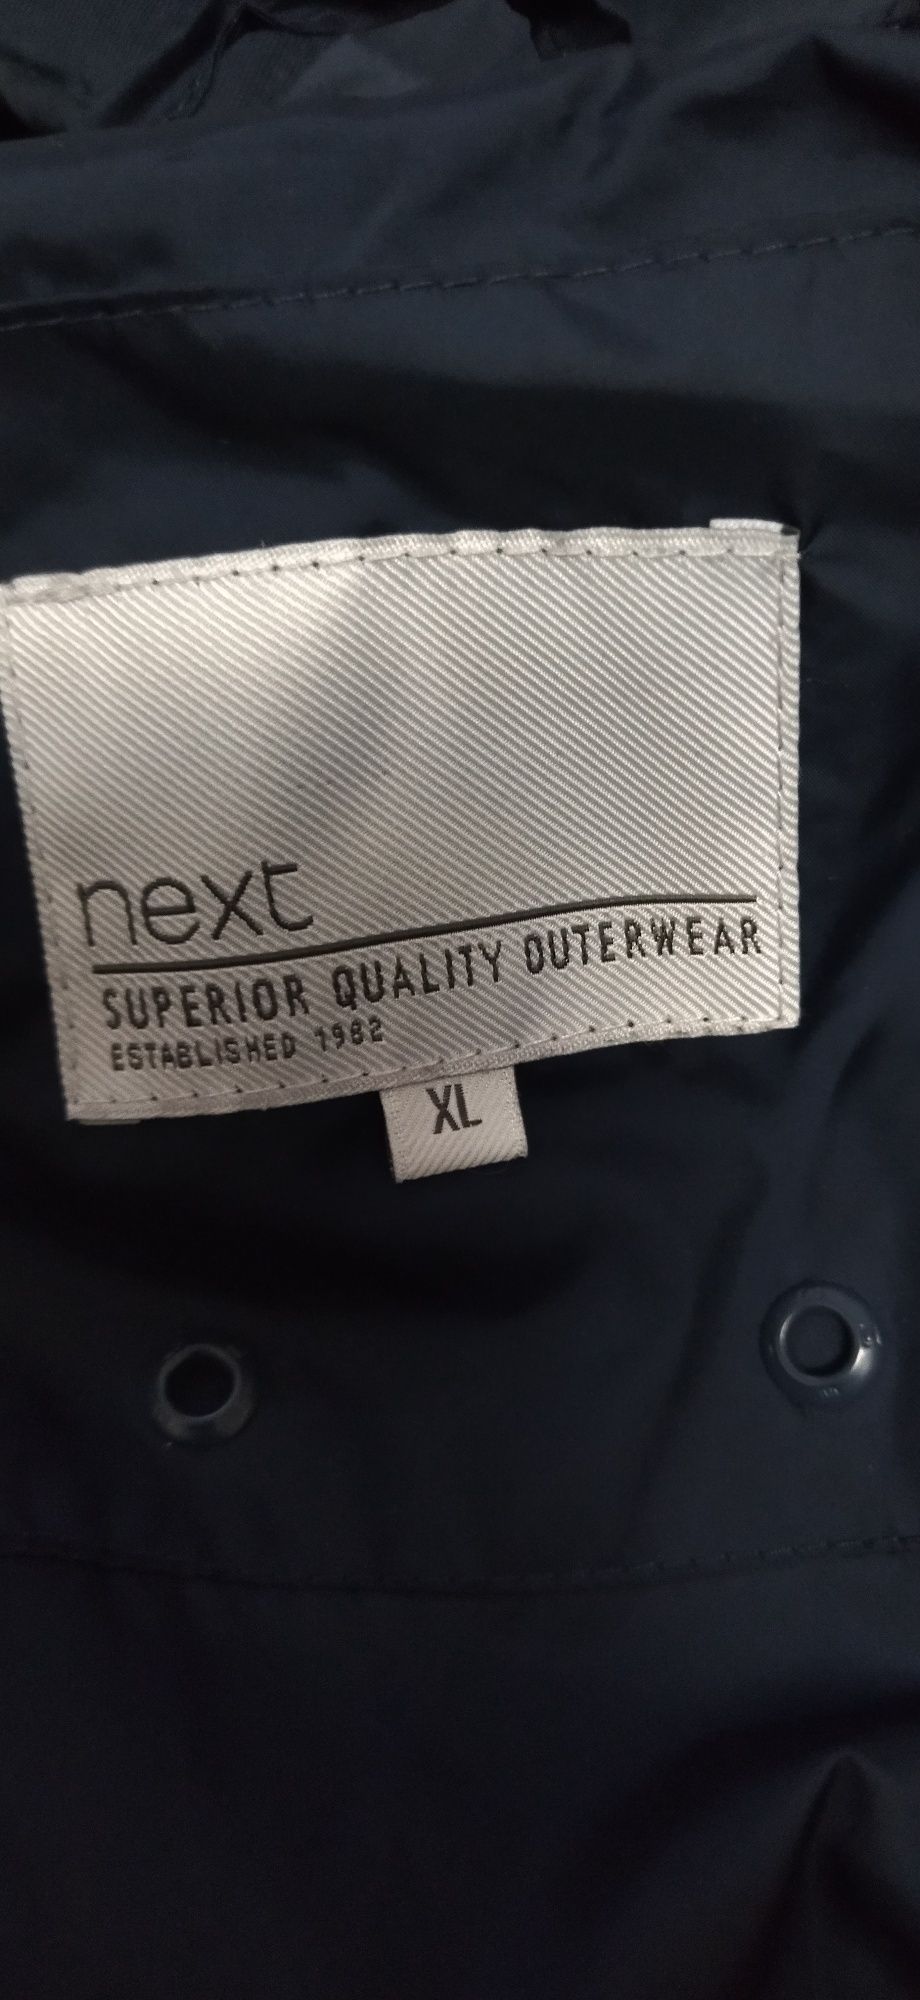 next
SUPERIOR QUALITY OUTERWEAR
ESTABLISHED 1982
XL